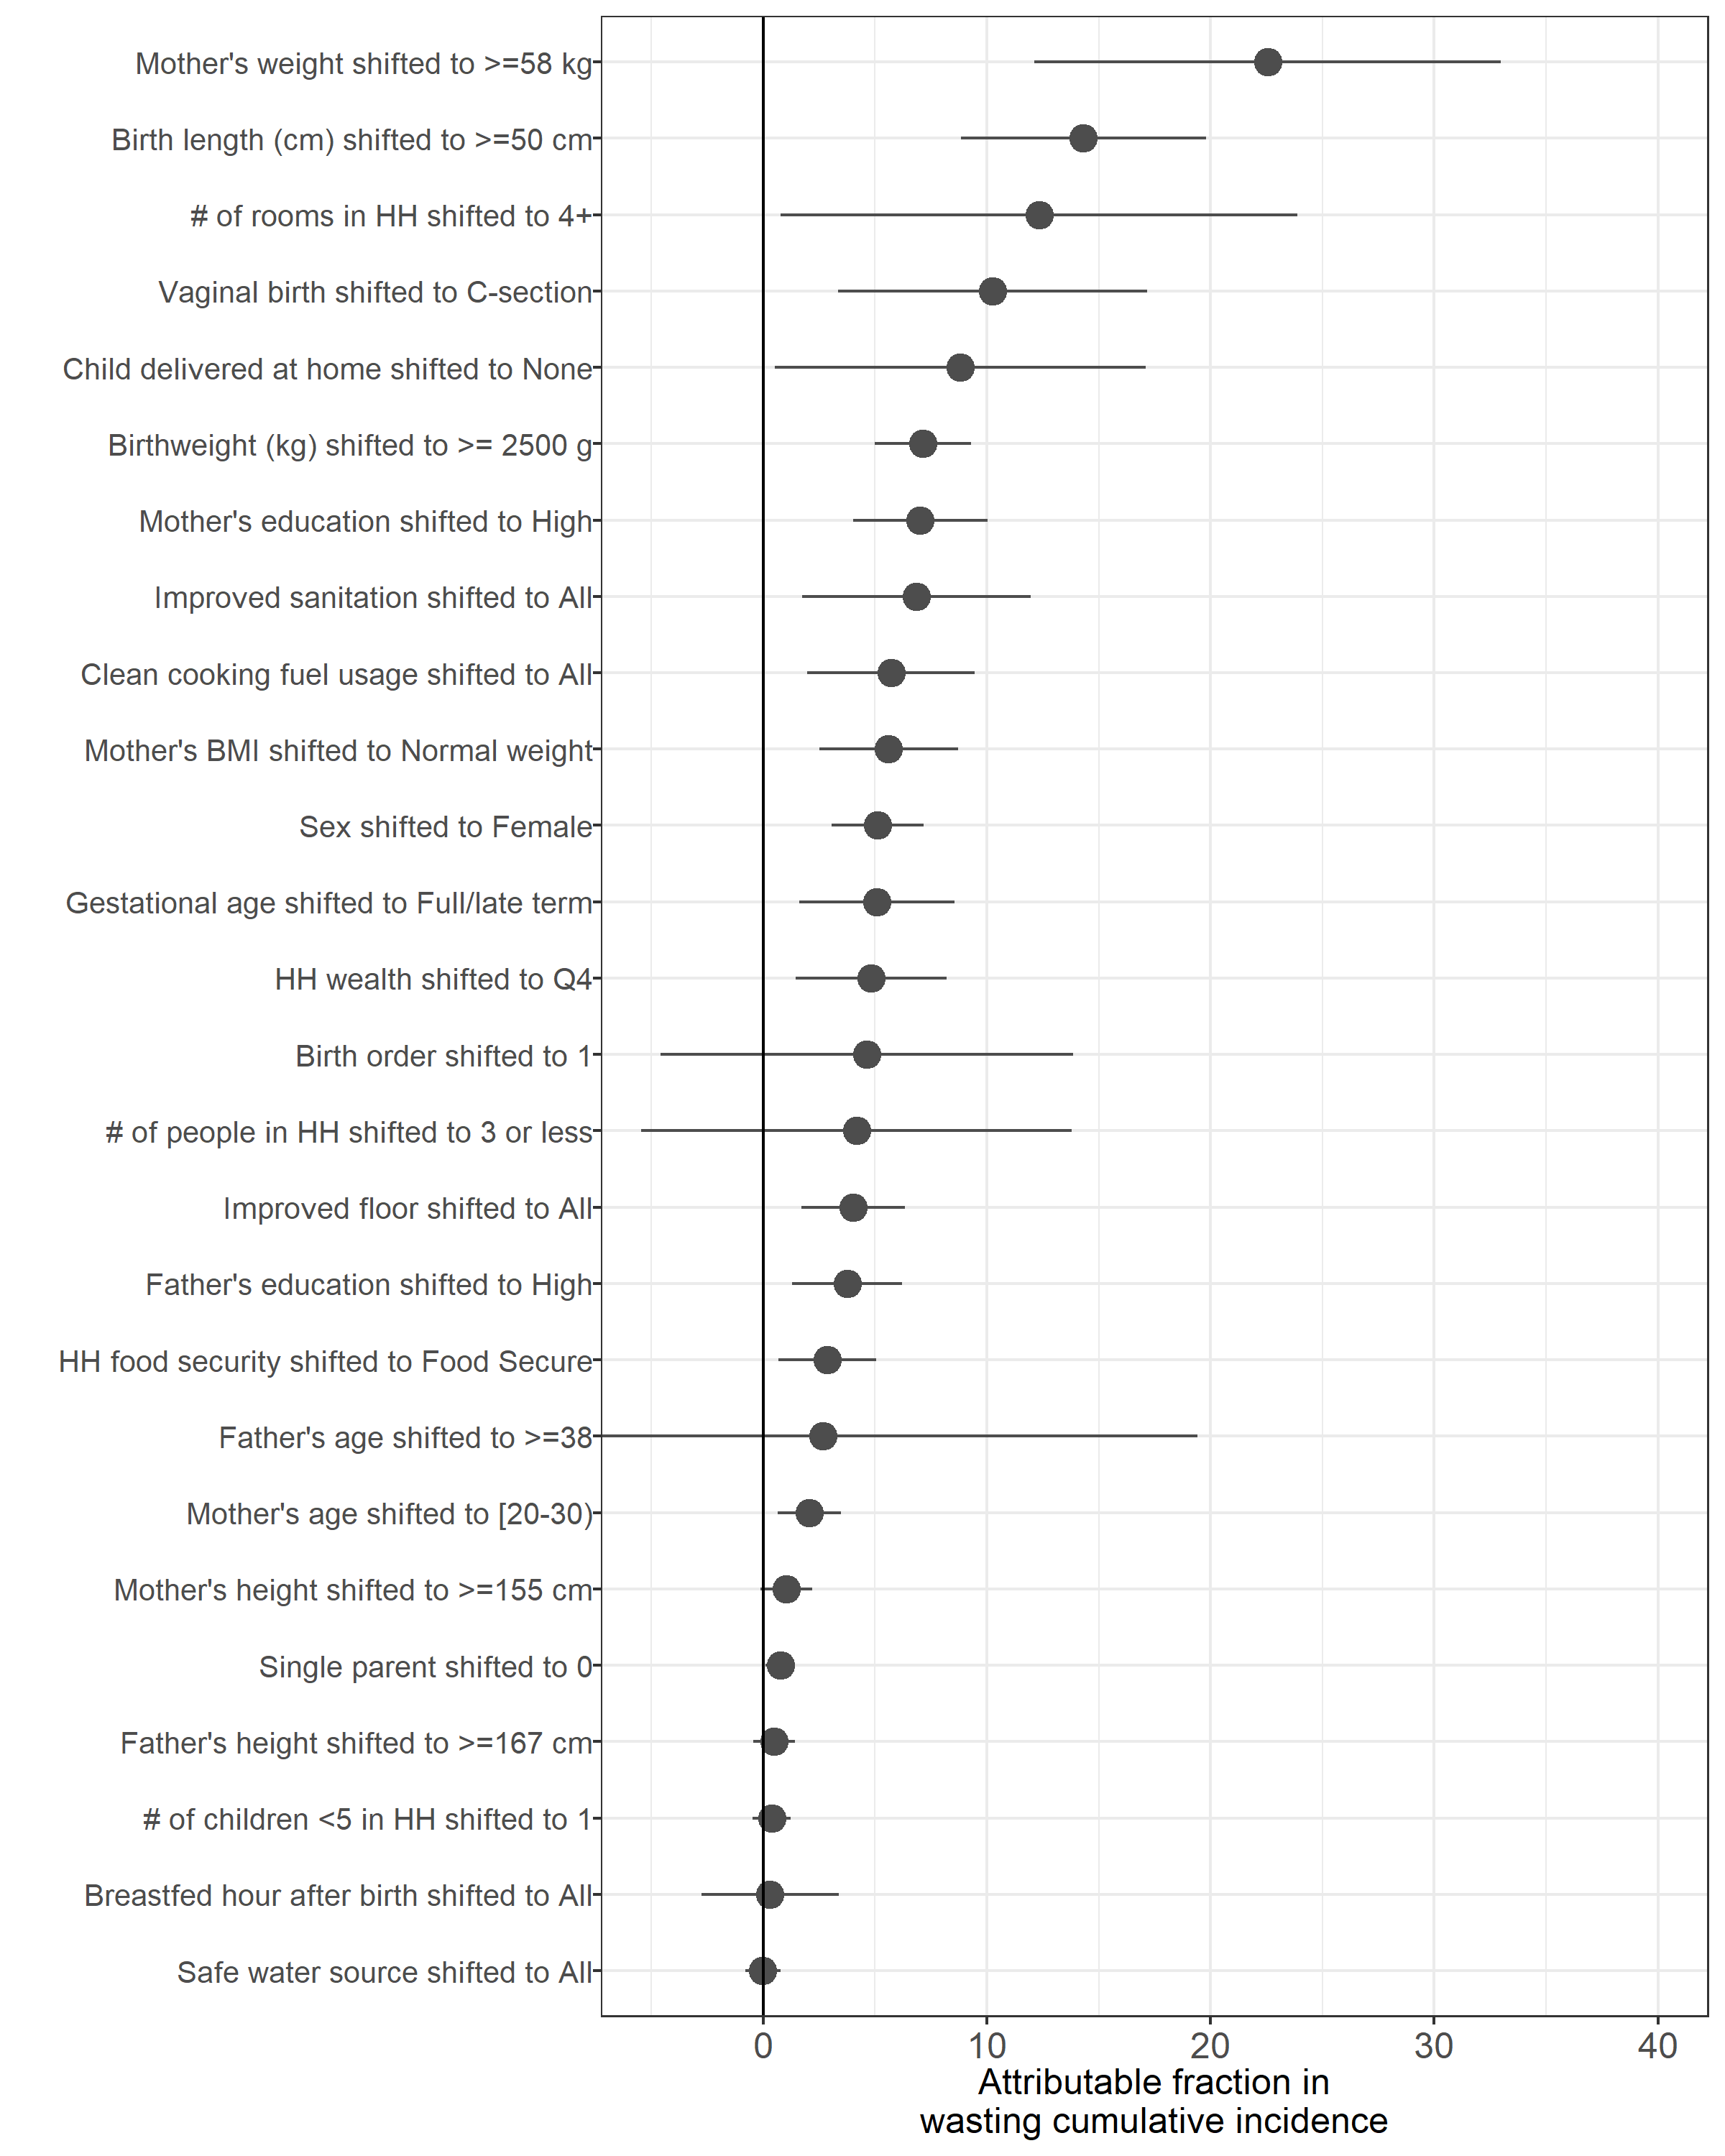 Mother's weight shifted to >=58 kg
Birth length (cm) shifted to >=50 cm
# of rooms in HH shifted to 4+
Vaginal birth shifted to C-section
Child delivered at home shifted to None
Birthweight (kg) shifted to >= 2500 g
Mother's education shifted to High
Improved sanitation shifted to All
Clean cooking fuel usage shifted to All
Mother's BMI shifted to Normal weight
Sex shifted to Female
Gestational age shifted to Full/late term
HH wealth shifted to Q4
Birth order shifted to 1
# of people in HH shifted to 3 or less
Improved floor shifted to All
Father's education shifted to High
HH food security shifted to Food Secure
Father's age shifted to >=38
Mother's age shifted to [20-30)
Mother's height shifted to >=155 cm
Single parent shifted to 0
Father's height shifted to >=167 cm
# of children <5 in HH shifted to 1
Breastfed hour after birth shifted to All
Safe water source shifted to All
0 10 20 30 40
Attributable fraction in
wasting cumulative incidence